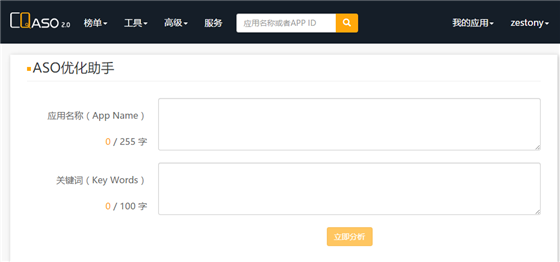 CQASO 2.0 榜单 工具 高级 服务 应用名称或者APP ID 我的应用 zestony
ASO优化助手
应用名称 ( App Name )
0 / 255 字
关键词 ( Key Words )
0 / 100 字
立即分析